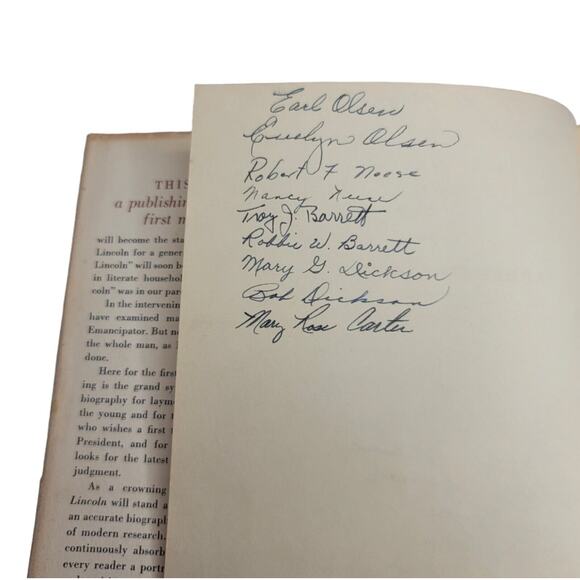 THIS
a publishin
first n
will become the sta
Lincoln for a gener
Lincoln" will soon b
in literate househol
coln" was in our par
In the intervenin
have examined ma
Emancipator. But no
the whole man, as
done.
Here for the first
ing is the grand sy
biography for laym
the young and for
who wishes a first
President, and for
looks for the latest
judgment.
As a crowning
Lincoln will stand a
an accurate biograp
of modern research.
continuously absorb
every reader a portr
Earl Olsen
Evelyn Olsen
Robert F
Nancy
Troy J. Barrett
Robbie W. Barrett
Mary G. Dickson
Bob Dickson
Mary Rose Carter